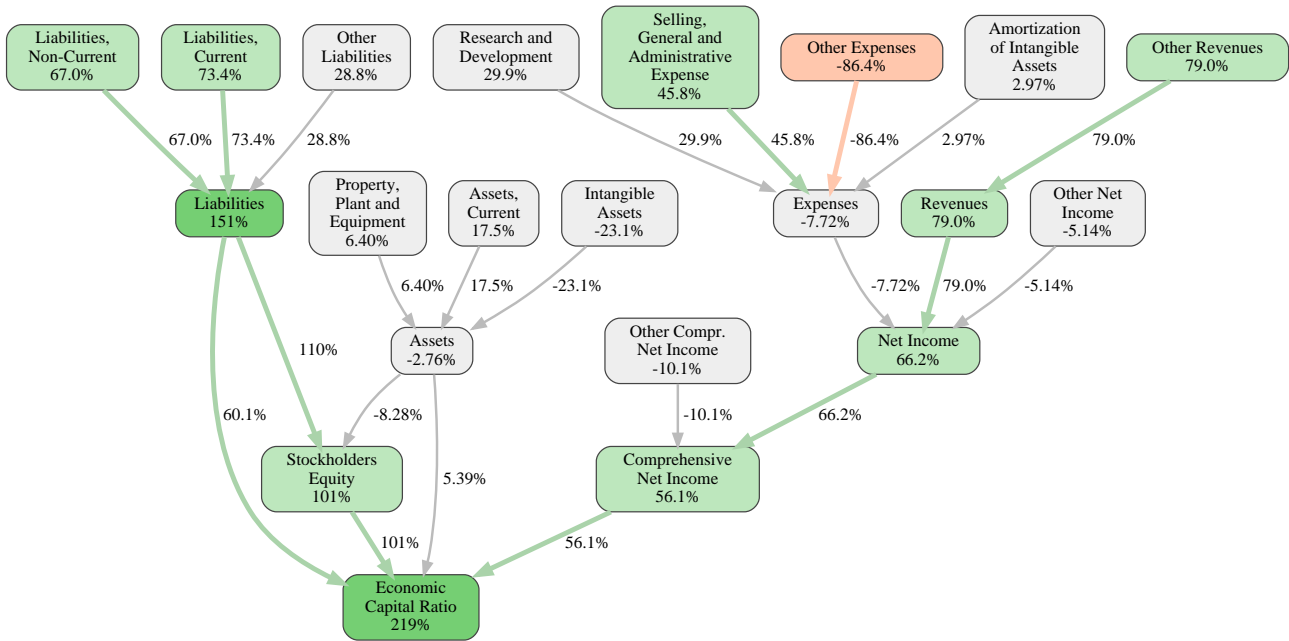 Liabilities,
Non-Current
67.0%
Liabilities,
Current
73.4%
Other
Liabilities
28.8%
Research and
Development
29.9%
Selling,
General and
Administrative
Expense
45.8%
Other Expenses
-86.4%
Amortization
of Intangible
Assets
2.97%
Other Revenues
79.0%
67.0%
73.4%
28.8%
29.9%
45.8%
-86.4%
2.97%
79.0%
Liabilities
151%
Property,
Plant and
Equipment
6.40%
Assets,
Current
17.5%
Intangible
Assets
-23.1%
Expenses
-7.72%
Revenues
79.0%
Other Net
Income
-5.14%
110%
6.40%
17.5%
-23.1%
-7.72%
79.0%
-5.14%
Assets
-2.76%
Other Compr.
Net Income
-10.1%
Net Income
66.2%
60.1%
-8.28%
5.39%
-10.1%
66.2%
Stockholders
Equity
101%
Comprehensive
Net Income
56.1%
101%
56.1%
Economic
Capital Ratio
219%